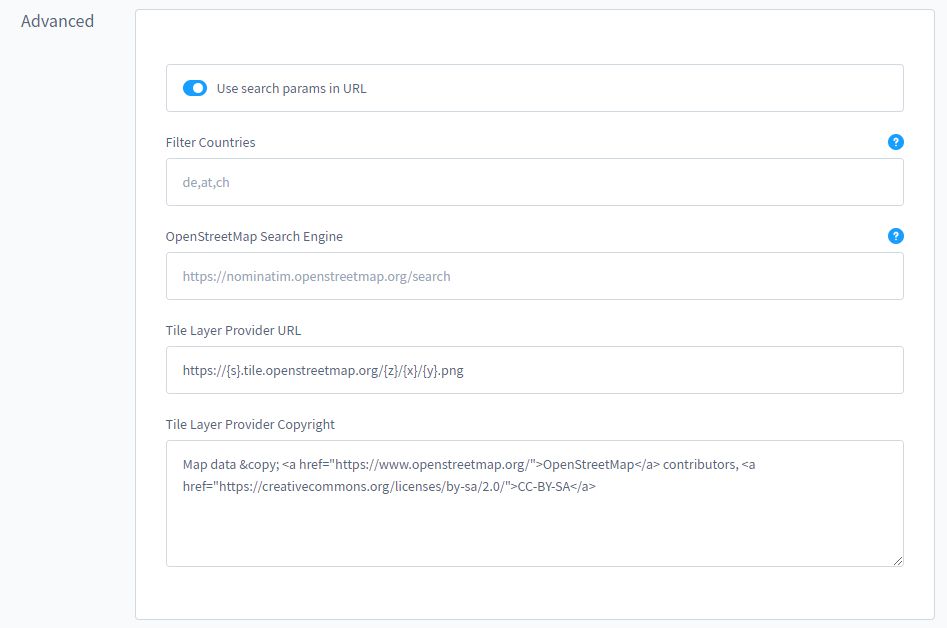 Advanced
Use search params in URL
Filter Countries
?
de,at,ch
OpenStreetMap Search Engine
?
https://nominatim.openstreetmap.org/search
Tile Layer Provider URL
https://{s}.tile.openstreetmap.org/{z}/{x}/{y}.png
Tile Layer Provider Copyright
Map data &copy; <a href="https://www.openstreetmap.org/">OpenStreetMap</a> contributors, <a
href="https://creativecommons.org/licenses/by-sa/2.0/">CC-BY-SA</a>